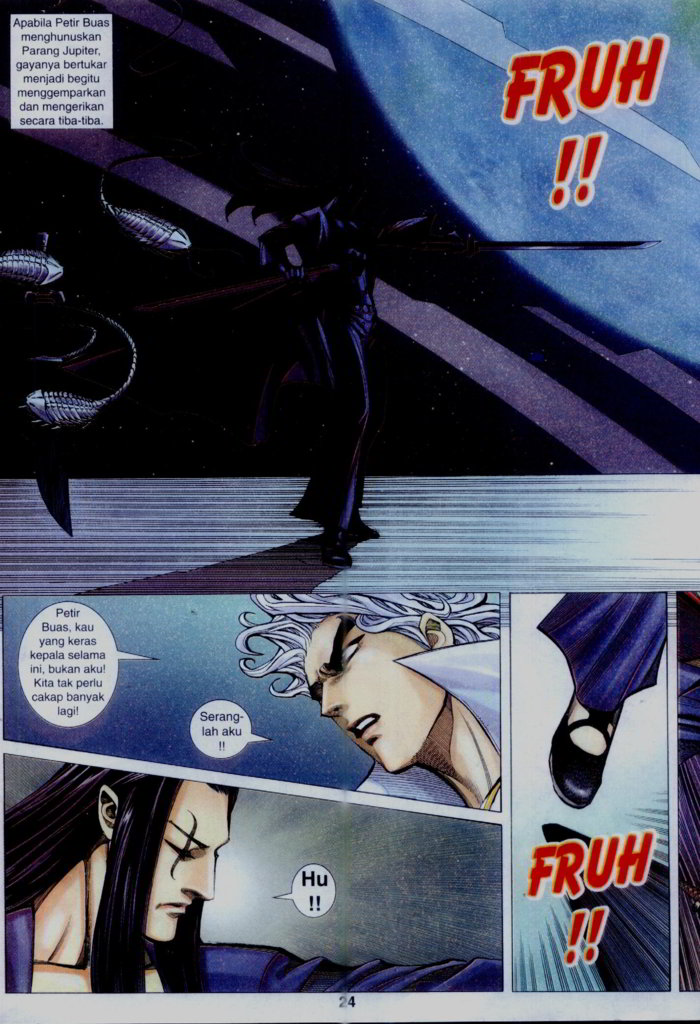 Apabila Petir Buas
menghunuskan
Parang Jupiter,
gayanya bertukar
menjadi begitu
menggemparkan
dan mengerikan
secara tiba-tiba.
FRUH
!!
Petir
Buas, kau
yang keras
kepala selama
ini, bukan aku!
Kita tak perlu
cakap banyak
lagi!
Serang-
lah aku
!!
Hu
!!
FRUH
!!
24